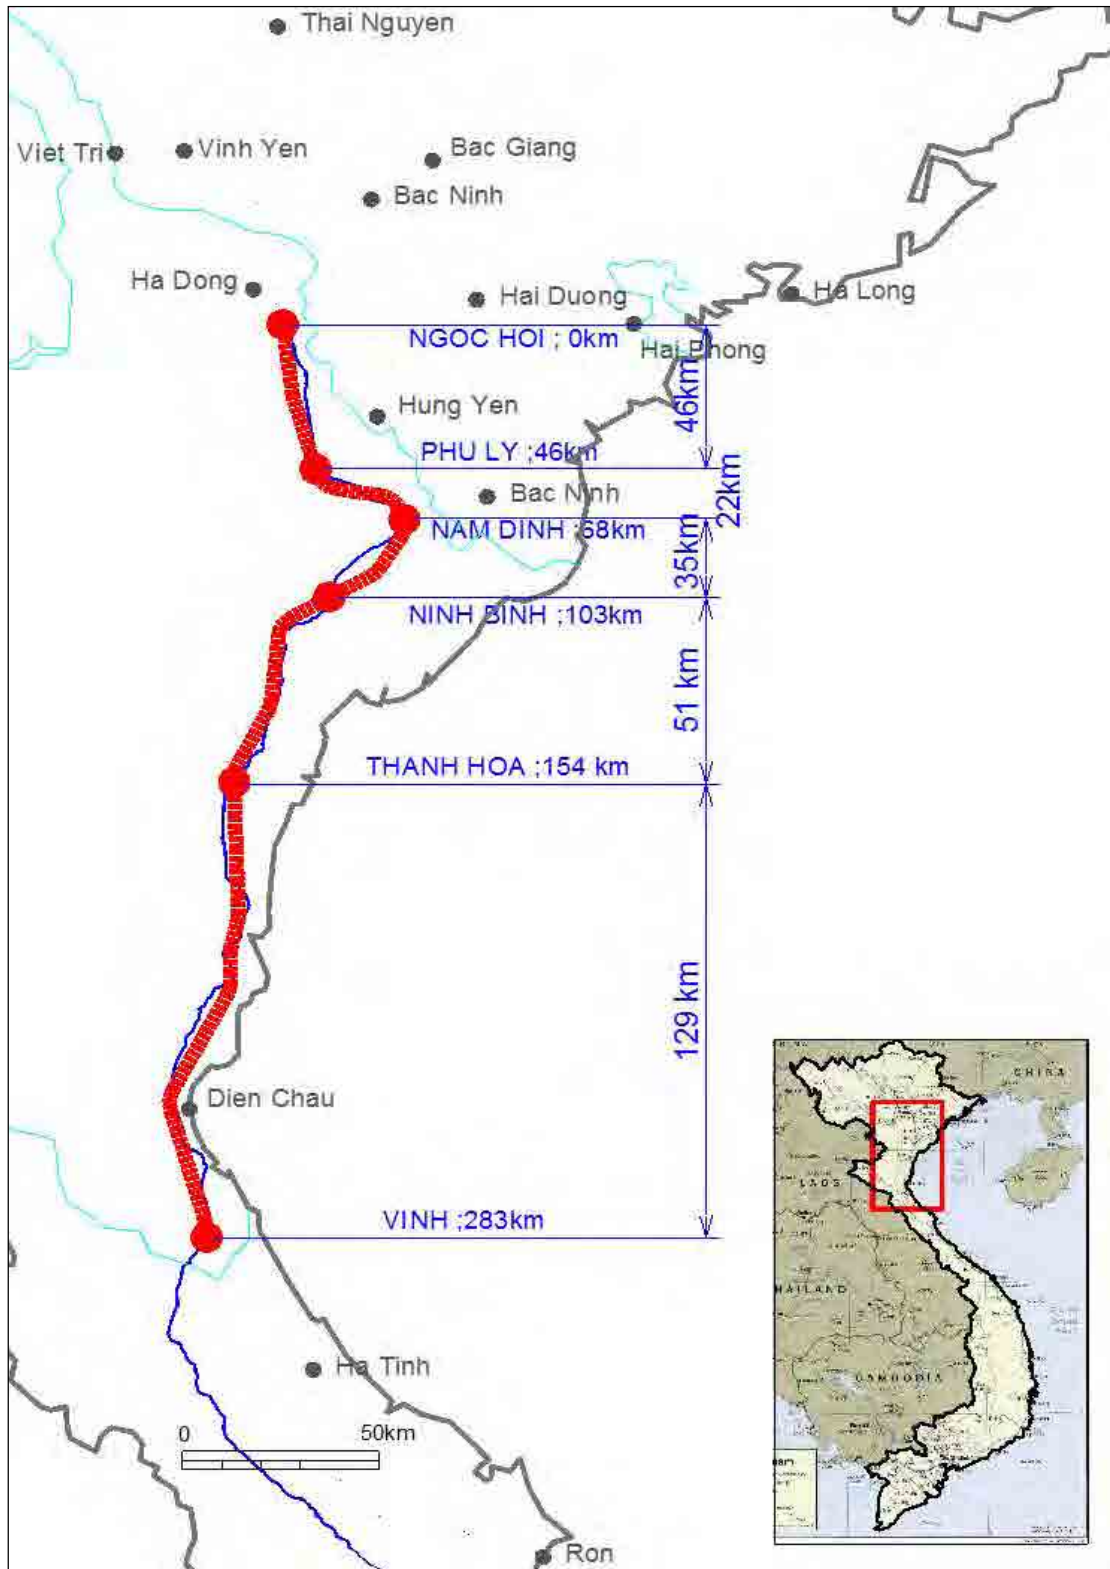 Thai Nguyen
Viet Tri
Vinh Yen
Bac Giang
Bac Ninh
Ha Dong
Hai Duong
Ha Long
NGOC HOI ; 0km
Hai Phong
46km
Hung Yen
PHU LY ;46km
Bac Ninh
22km
NAM DINH ;68km
35km
NINH BINH ;103km
51 km
THANH HOA ;154 km
129 km
Dien Chau
CHINA
LAOS
VINH ;283km
THAILAND
Ha Tinh
CAMBODIA
0 50km
Ron